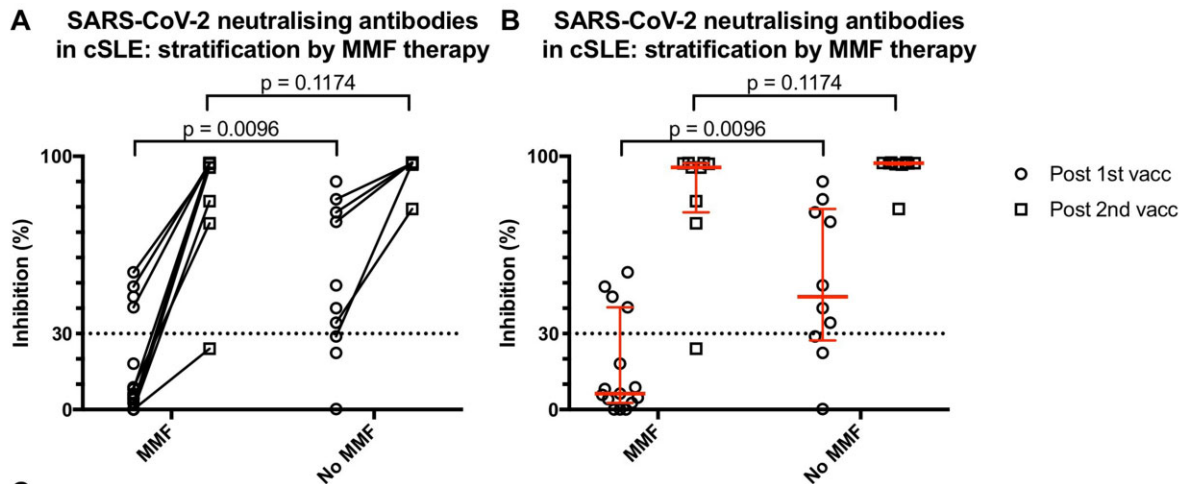 A
SARS-CoV-2 neutralising antibodies
in cSLE: stratification by MMF therapy
p = 0.1174
p = 0.0096
100
30
0
Inhibition (%)
MMF
No MMF
B
SARS-CoV-2 neutralising antibodies
in cSLE: stratification by MMF therapy
p = 0.1174
p = 0.0096
100
30
0
Inhibition (%)
MMF
No MMF
Post 1st vacc
Post 2nd vacc